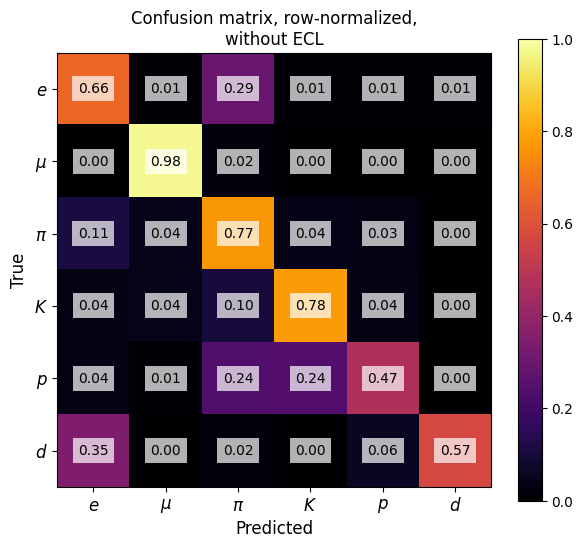 Confusion matrix, row-normalized,
without ECL
True
e 0.66 0.01 0.29 0.01 0.01 0.01
μ 0.00 0.98 0.02 0.00 0.00 0.00
π 0.11 0.04 0.77 0.04 0.03 0.00
K 0.04 0.04 0.10 0.78 0.04 0.00
p 0.04 0.01 0.24 0.24 0.47 0.00
d 0.35 0.00 0.02 0.00 0.06 0.57
e μ π K p d
Predicted
1.0
0.8
0.6
0.4
0.2
0.0